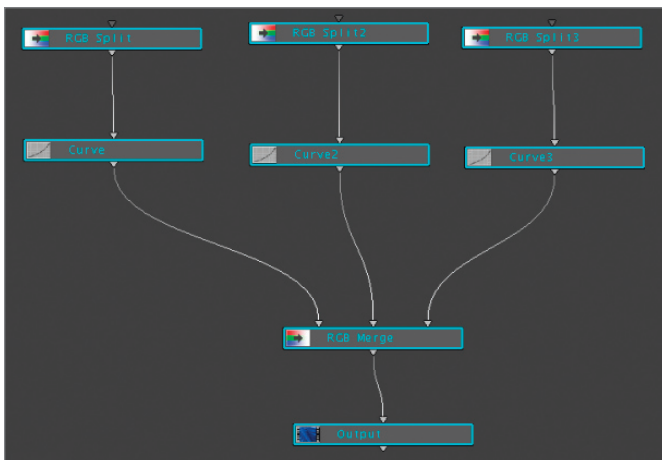 RGB Split
RGB Split2
RGB Split3
Curve
Curve2
Curve3
RGB Merge
Output